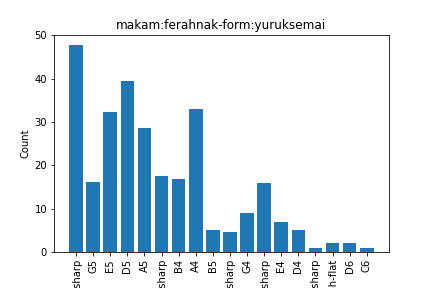 makam:ferahnak-form:yuruksemai
50
40
30
20
10
0
Count
sharp
G5
E5
D5
A5
sharp
B4
A4
B5
sharp
G4
sharp
E4
D4
sharp
h-flat
D6
C6